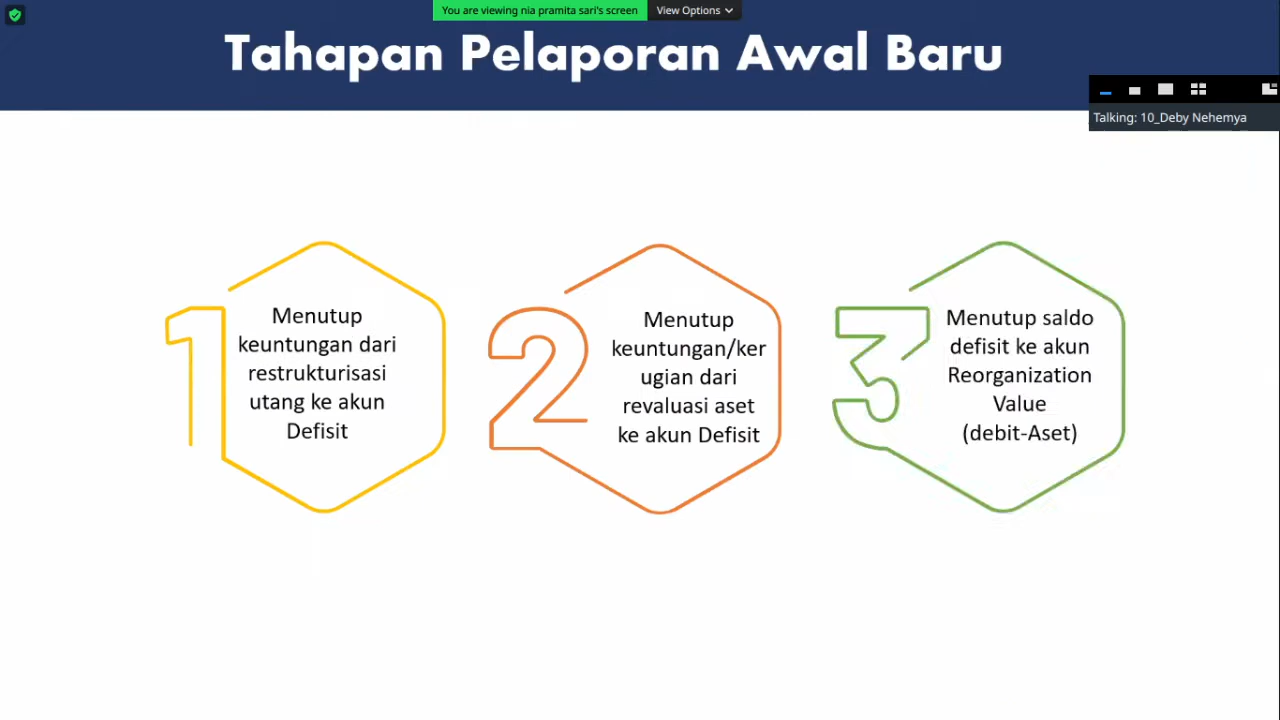 You are viewing nia pramita sari's screen
View Options
Tahapan Pelaporan Awal Baru
Talking: 10_Deby Nehemya
1
Menutup
keuntungan dari
restrukturisasi
utang ke akun
Defisit
2
Menutup
keuntungan/ker
ugian dari
revaluasi aset
ke akun Defisit
3
Menutup saldo
defisit ke akun
Reorganization
Value
(debit-Aset)